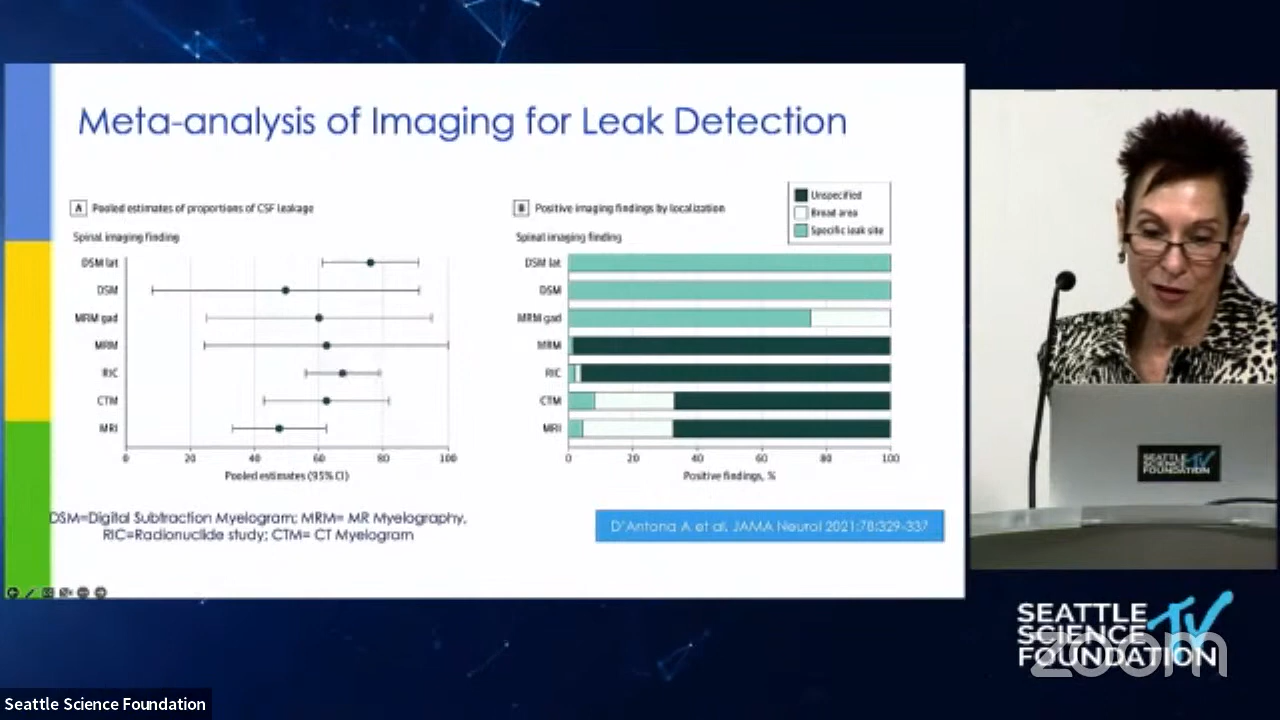 Meta-analysis of Imaging for Leak Detection
A Pooled estimates of proportions of CSF leakage
Spinal imaging finding
DSM lat
DSM
MRM gad
MRM
RIC
CTM
MRI
0 20 40 60 80 100
Pooled estimates (95% CI)
B Positive imaging findings by localization
Unspecified
Broad area
Specific leak site
Spinal imaging finding
DSM lat
DSM
MRM gad
MRM
RIC
CTM
MRI
0 20 40 60 80 100
Positive findings, %
DSM=Digital Subtraction Myelogram; MRM= MR Myelography,
RIC=Radionuclide study; CTM= CT Myelogram
D'Antona A et al. JAMA Neurol 2021;78:329-337
SEATTLE
SCIENCE TV
FOUNDATION
SEATTLE
SCIENCE TV
FOUNDATION
zoom
Seattle Science Foundation